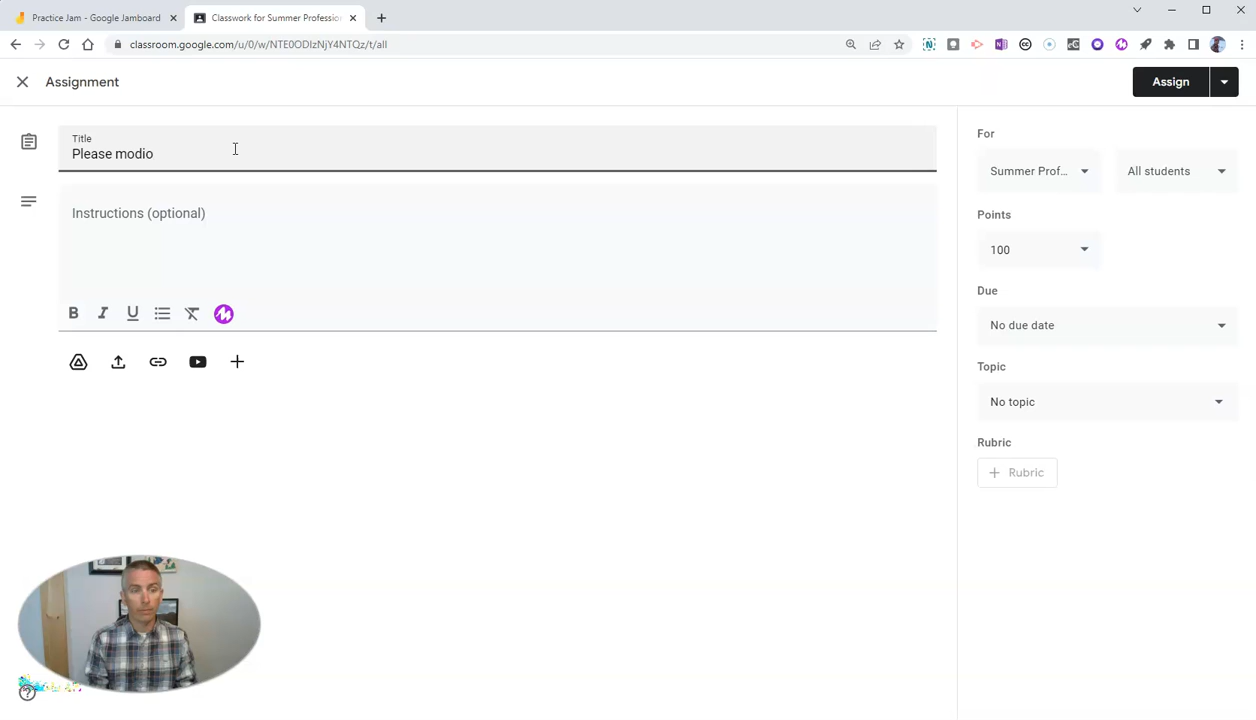 Practice Jam - Google Jamboard
Classwork for Summer Professio
classroom.google.com/u/0/w/NTE0ODIzNjY4NTQz/t/all
Assignment
Assign
Title
Please modio
Instructions (optional)
B I U
For
Summer Prof...
All students
Points
100
Due
No due date
Topic
No topic
Rubric
+ Rubric